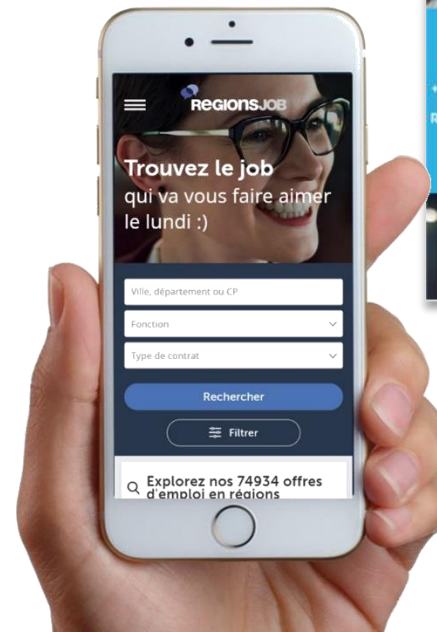 REGIONSJOB
Trouvez le job
qui va vous faire aimer
le lundi :)
Ville, département ou CP
Fonction
Type de contrat
Rechercher
Filtrer
Explorez nos 74934 offres
d'emploi en régions